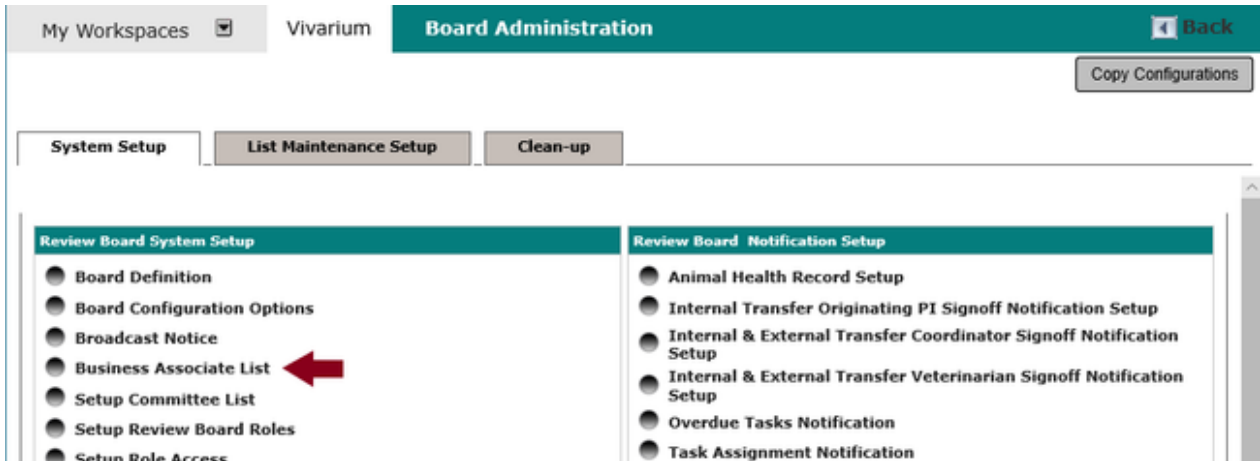 My Workspaces Vivarium Board Administration Back
Copy Configurations
System Setup List Maintenance Setup Clean-up
Review Board System Setup
Board Definition
Board Configuration Options
Broadcast Notice
Business Associate List
Setup Committee List
Setup Review Board Roles
Setup Role Access
Review Board Notification Setup
Animal Health Record Setup
Internal Transfer Originating PI Signoff Notification Setup
Internal & External Transfer Coordinator Signoff Notification
Setup
Internal & External Transfer Veterinarian Signoff Notification
Setup
Overdue Tasks Notification
Task Assignment Notification